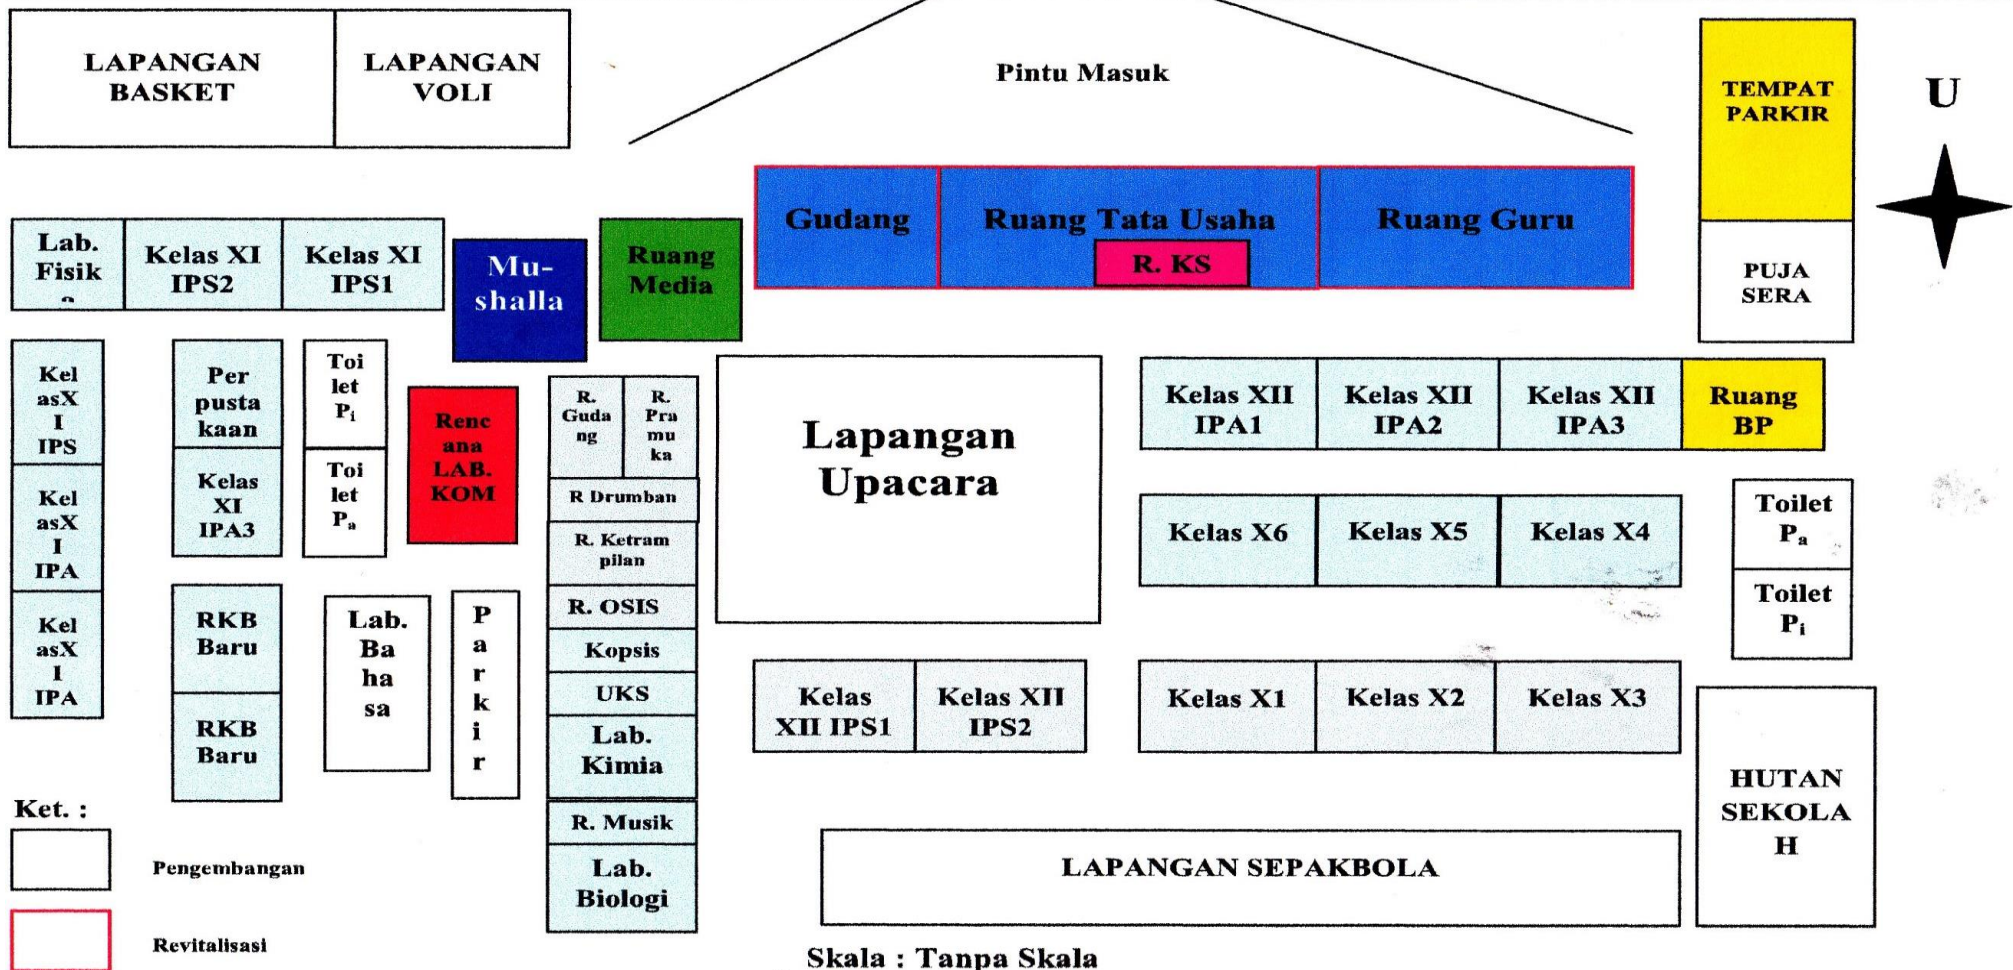 LAPANGAN
BASKET
LAPANGAN
VOLI
Pintu Masuk
TEMPAT
PARKIR
U
PUJA
SERA
Lab.
Fisik
Kelas XI
IPS2
Kelas XI
IPS1
Mu-
shalla
Ruang
Media
Gudang
Ruang Tata Usaha
R. KS
Ruang Guru
Kel
asX
I
IPS
Kel
asX
I
IPA
Kel
asX
I
IPA
Per
pusta
kaan
Kelas
XI
IPA3
Toi
let
Pi
Toi
let
Pa
Renc
ana
LAB.
KOM
R.
Guda
ng
R.
Pra
mu
ka
R Drumban
R. Ketram
pilan
R. OSIS
Kopsis
UKS
Lab.
Kimia
R. Musik
Lab.
Biologi
RKB
Baru
RKB
Baru
Lab.
Ba
ha
sa
P
a
r
k
i
r
Lapangan
Upacara
Kelas XII
IPA1
Kelas XII
IPA2
Kelas XII
IPA3
Ruang
BP
Kelas X6
Kelas X5
Kelas X4
Toilet
Pa
Toilet
Pi
Kelas
XII IPS1
Kelas XII
IPS2
Kelas X1
Kelas X2
Kelas X3
HUTAN
SEKOLA
H
LAPANGAN SEPAKBOLA
Ket. :
Pengembangan
Revitalisasi
Skala : Tanpa Skala